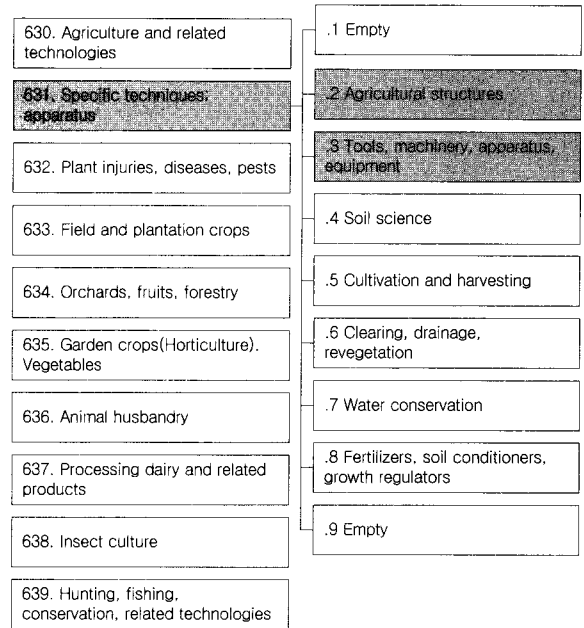 630. Agriculture and related
technologies
631. Specific techniques;
apparatus
632. Plant injuries, diseases, pests
633. Field and plantation crops
634. Orchards, fruits, forestry
635. Garden crops(Horticulture).
Vegetables
636. Animal husbandry
637. Processing dairy and related
products
638. Insect culture
639. Hunting, fishing,
conservation, related technologies
.1 Empty
.2 Agricultural structures
.3 Tools, machinery, apparatus,
equipment
.4 Soil science
.5 Cultivation and harvesting
.6 Clearing, drainage,
revegetation
.7 Water conservation
.8 Fertilizers, soil conditioners,
growth regulators
.9 Empty